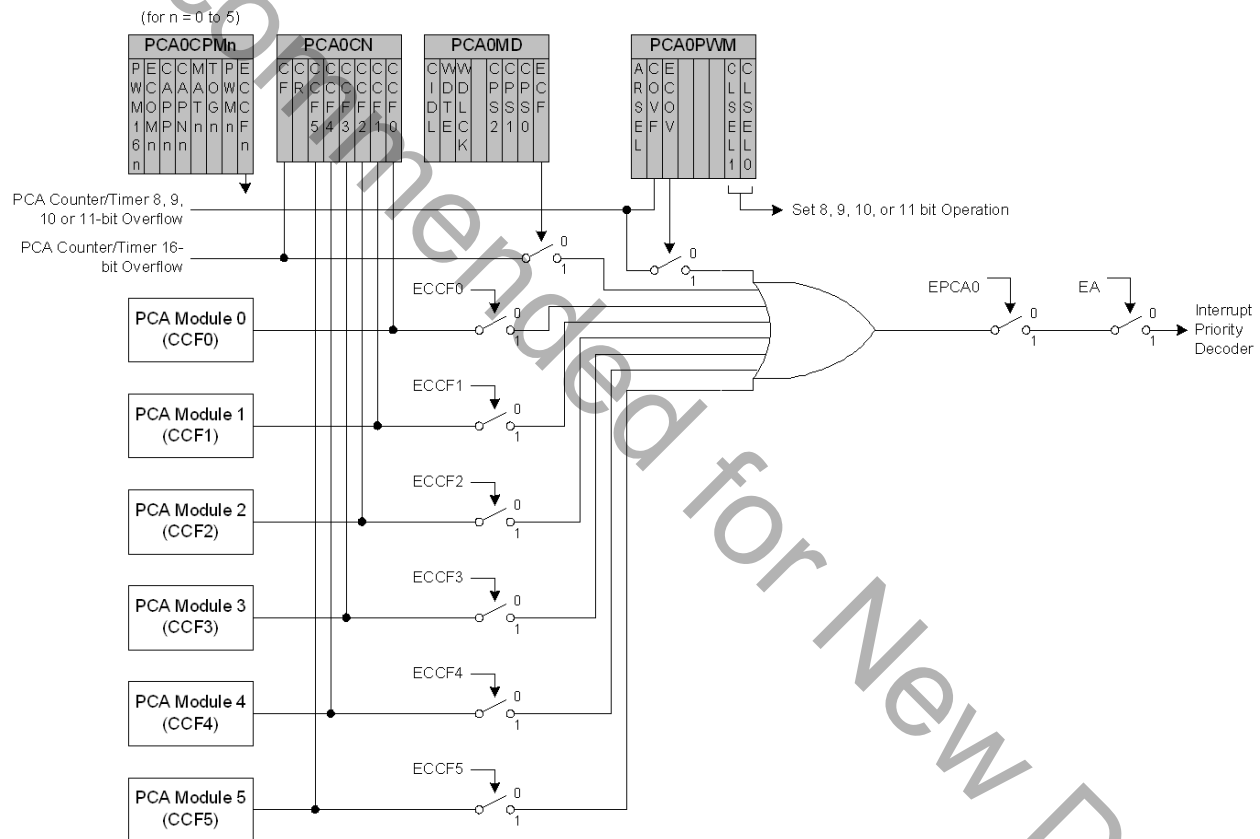 (for n = 0 to 5)
PCA0CPMn
PWM16n
ECOMn
CAPPn
CAPNn
MATn
TOGn
PWMn
ECCFn
PCA0CN
CF
CR
CCF5
CCF4
CCF3
CCF2
CCF1
CCF0
PCA0MD
CIDL
WDTE
WDLCK
CPS2
CPS1
CPS0
ECF
PCA0PWM
ARSEL
COVF
ECOV
CLSEL1
CLSEL0
PCA Counter/Timer 8, 9,
10 or 11-bit Overflow
Set 8, 9, 10, or 11 bit Operation
PCA Counter/Timer 16-
bit Overflow
0
1
0
1
PCA Module 0
(CCF0)
ECCF0
0
1
EPCA0
0
1
EA
0
1
Interrupt
Priority
Decoder
PCA Module 1
(CCF1)
ECCF1
0
1
PCA Module 2
(CCF2)
ECCF2
0
1
PCA Module 3
(CCF3)
ECCF3
0
1
PCA Module 4
(CCF4)
ECCF4
0
1
PCA Module 5
(CCF5)
ECCF5
0
1
commended for New D